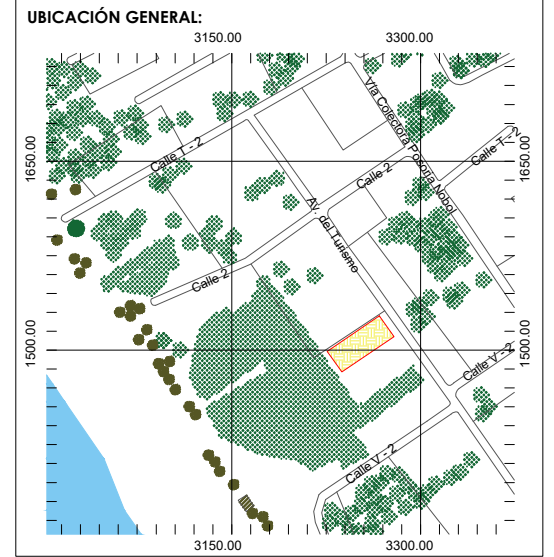 UBICACIÓN GENERAL:
3150.00
3300.00
1650.00
1650.00
Vía Colectora Posorja Nobol
Calle T - 2
Calle T - 2
Calle 2
Av. del Turismo
Calle 2
1500.00
1500.00
Calle V - 2
Calle V - 2
3150.00
3300.00